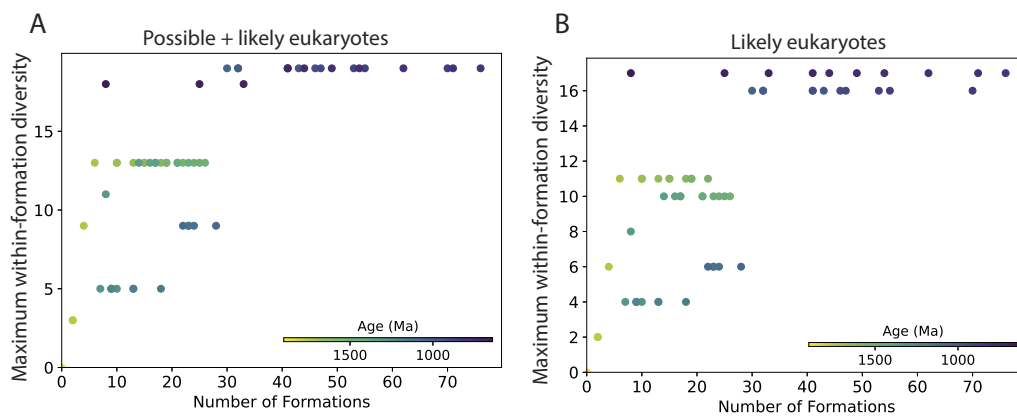 A
Possible + likely eukaryotes
Maximum within-formation diversity
15
10
5
0
0 10 20 30 40 50 60 70
Number of Formations
Age (Ma)
1500 1000
B
Likely eukaryotes
Maximum within-formation diversity
16
14
12
10
8
6
4
2
0
0 10 20 30 40 50 60 70
Number of Formations
Age (Ma)
1500 1000